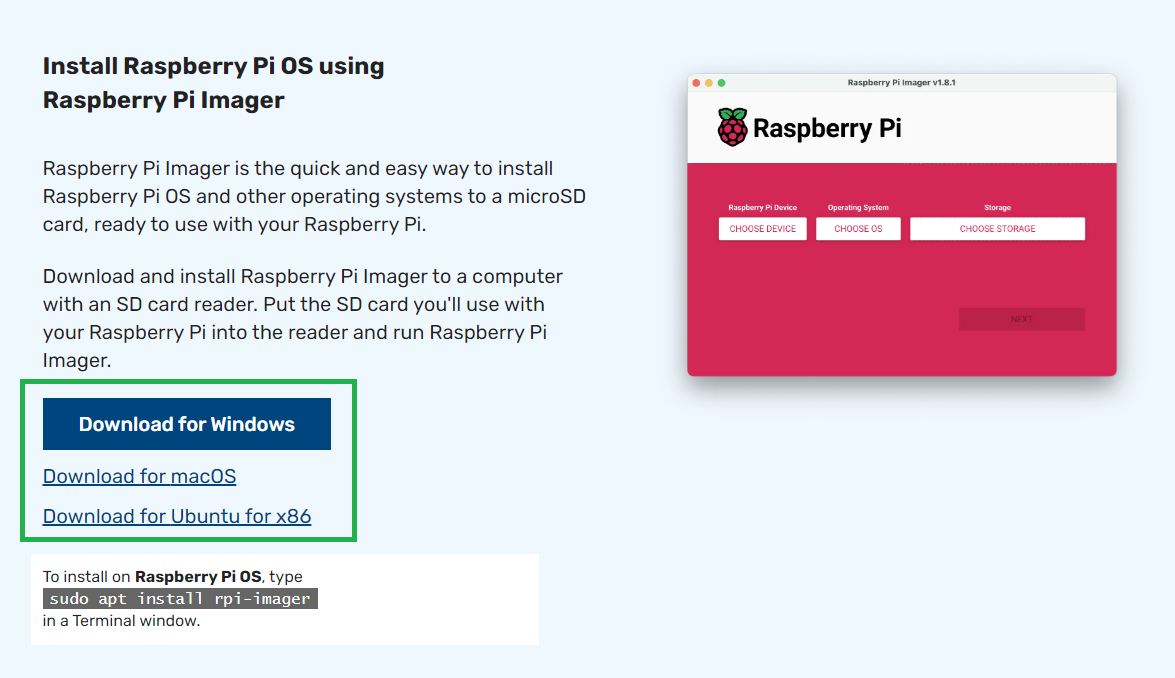 Install Raspberry Pi OS using
Raspberry Pi Imager
Raspberry Pi Imager is the quick and easy way to install
Raspberry Pi OS and other operating systems to a microSD
card, ready to use with your Raspberry Pi.
Download and install Raspberry Pi Imager to a computer
with an SD card reader. Put the SD card you'll use with
your Raspberry Pi into the reader and run Raspberry Pi
Imager.
Download for Windows
Download for macOS
Download for Ubuntu for x86
To install on Raspberry Pi OS, type
sudo apt install rpi-imager
in a Terminal window.
Raspberry Pi Imager v1.8.1
Raspberry Pi
Raspberry Pi Device Operating System Storage
CHOOSE DEVICE CHOOSE OS CHOOSE STORAGE
NEXT